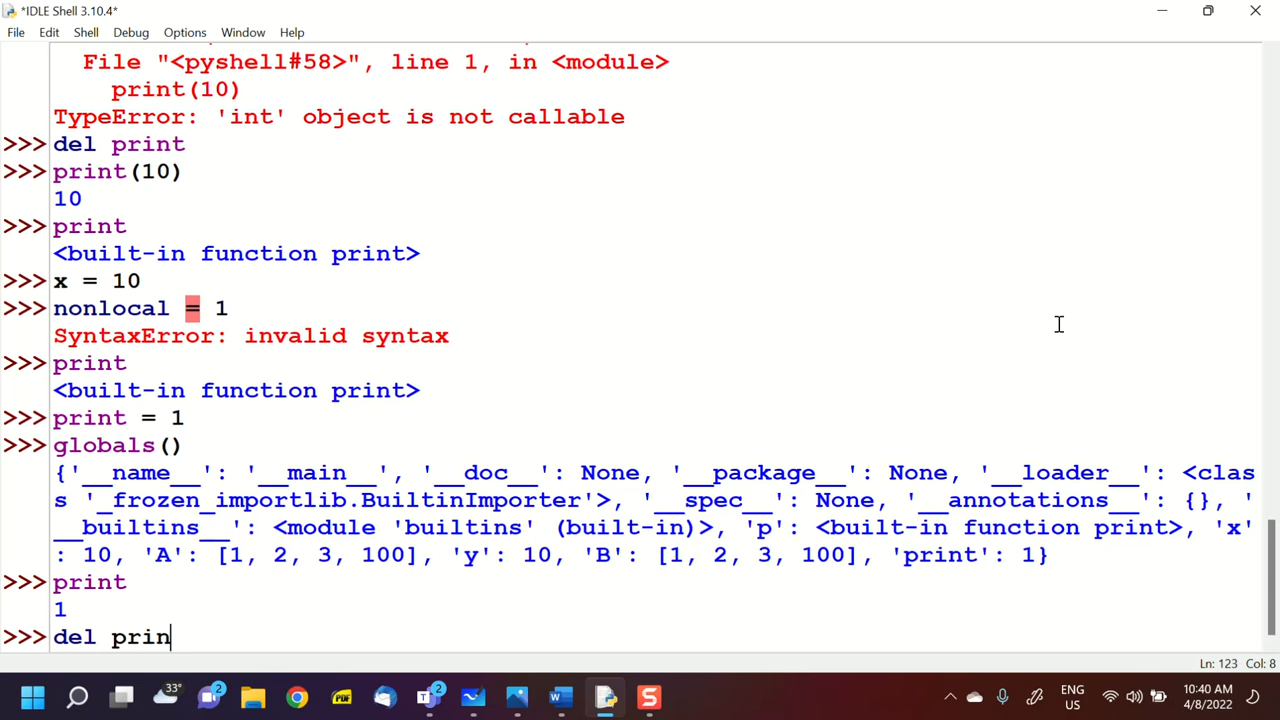 *IDLE Shell 3.10.4*
File Edit Shell Debug Options Window Help
File "<pyshell#58>", line 1, in <module>
print(10)
TypeError: 'int' object is not callable
>>> del print
>>> print(10)
10
>>> print
<built-in function print>
>>> x = 10
>>> nonlocal = 1
SyntaxError: invalid syntax
>>> print
<built-in function print>
>>> print = 1
>>> globals()
{'__name__': '__main__', '__doc__': None, '__package__': None, '__loader__': <clas
s '_frozen_importlib.BuiltinImporter'>, '__spec__': None, '__annotations__': {}, '
__builtins__': <module 'builtins' (built-in)>, 'p': <built-in function print>, 'x'
: 10, 'A': [1, 2, 3, 100], 'y': 10, 'B': [1, 2, 3, 100], 'print': 1}
>>> print
1
>>> del prin
Ln: 123 Col: 8
33° 2 PDF T 2 W S ENG 10:40 AM
US 4/8/2022